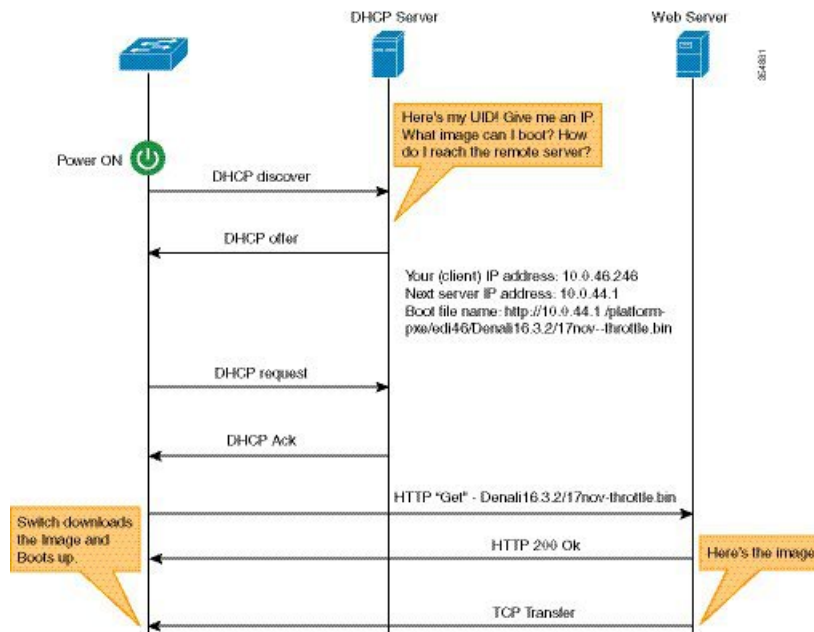 DHCP Server
Web Server
354881
Here's my UID! Give me an IP.
What image can I boot? How
do I reach the remote server?
Power ON
DHCP discover
DHCP offer
Your (client) IP address: 10.0.46.246
Next server IP address: 10.0.44.1
Boot file name: http://10.0.44.1 /platform-
pxe/edi46/Denali16.3.2/17nov--throttle.bin
DHCP request
DHCP Ack
HTTP "Get" - Denali16.3.2/17nov-throttle.bin
Switch downloads
the Image and
Boots up.
HTTP 200 Ok
Here's the image
TCP Transfer